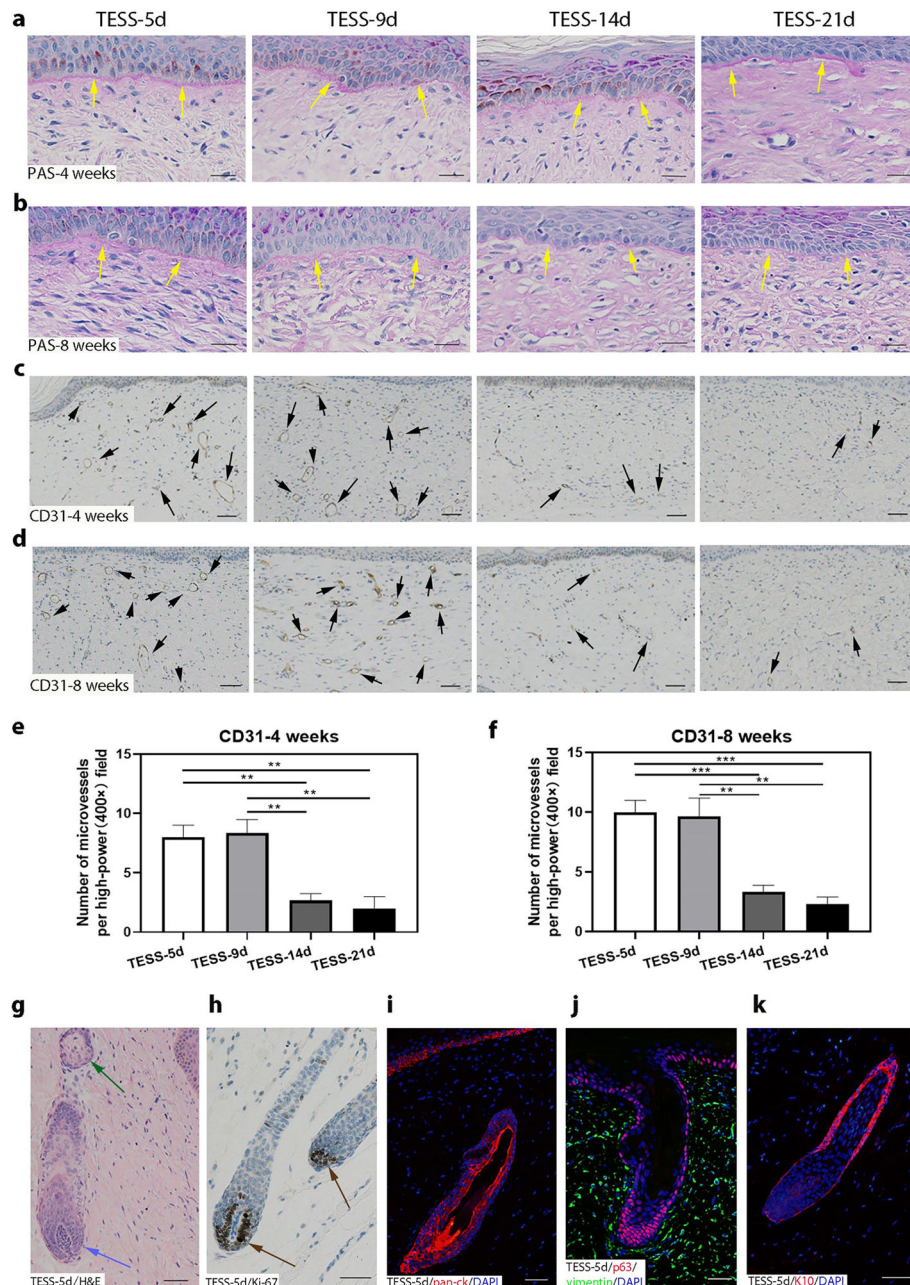 a
TESS-5d TESS-9d TESS-14d TESS-21d
PAS-4 weeks
b
PAS-8 weeks
c
CD31-4 weeks
d
CD31-8 weeks
e
CD31-4 weeks
Number of microvessels
per high-power (400×) field
15
10
5
0
** **
** **
TESS-5d TESS-9d TESS-14d TESS-21d
f
CD31-8 weeks
Number of microvessels
per high-power (400×) field
15
10
5
0
*** ***
** **
TESS-5d TESS-9d TESS-14d TESS-21d
g
TESS-5d/H&E
h
TESS-5d/Ki-67
i
TESS-5d/pan-ck/DAPI
j
TESS-5d/p63/
vimentin/DAPI
k
TESS-5d/K10/DAPI